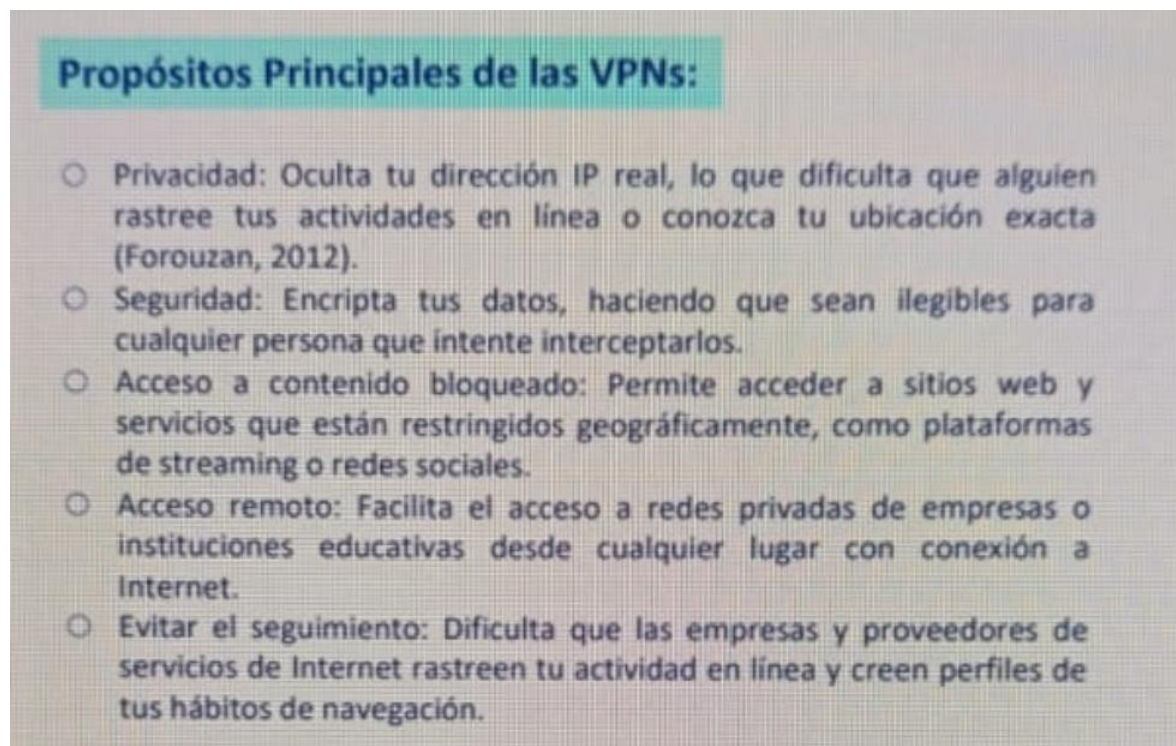 Propósitos Principales de las VPNs:
○ Privacidad: Oculta tu dirección IP real, lo que dificulta que alguien
rastree tus actividades en línea o conozca tu ubicación exacta
(Forouzan, 2012).
○ Seguridad: Encripta tus datos, haciendo que sean ilegibles para
cualquier persona que intente interceptarlos.
○ Acceso a contenido bloqueado: Permite acceder a sitios web y
servicios que están restringidos geográficamente, como plataformas
de streaming o redes sociales.
○ Acceso remoto: Facilita el acceso a redes privadas de empresas o
instituciones educativas desde cualquier lugar con conexión a
Internet.
○ Evitar el seguimiento: Dificulta que las empresas y proveedores de
servicios de Internet rastreen tu actividad en línea y creen perfiles de
tus hábitos de navegación.